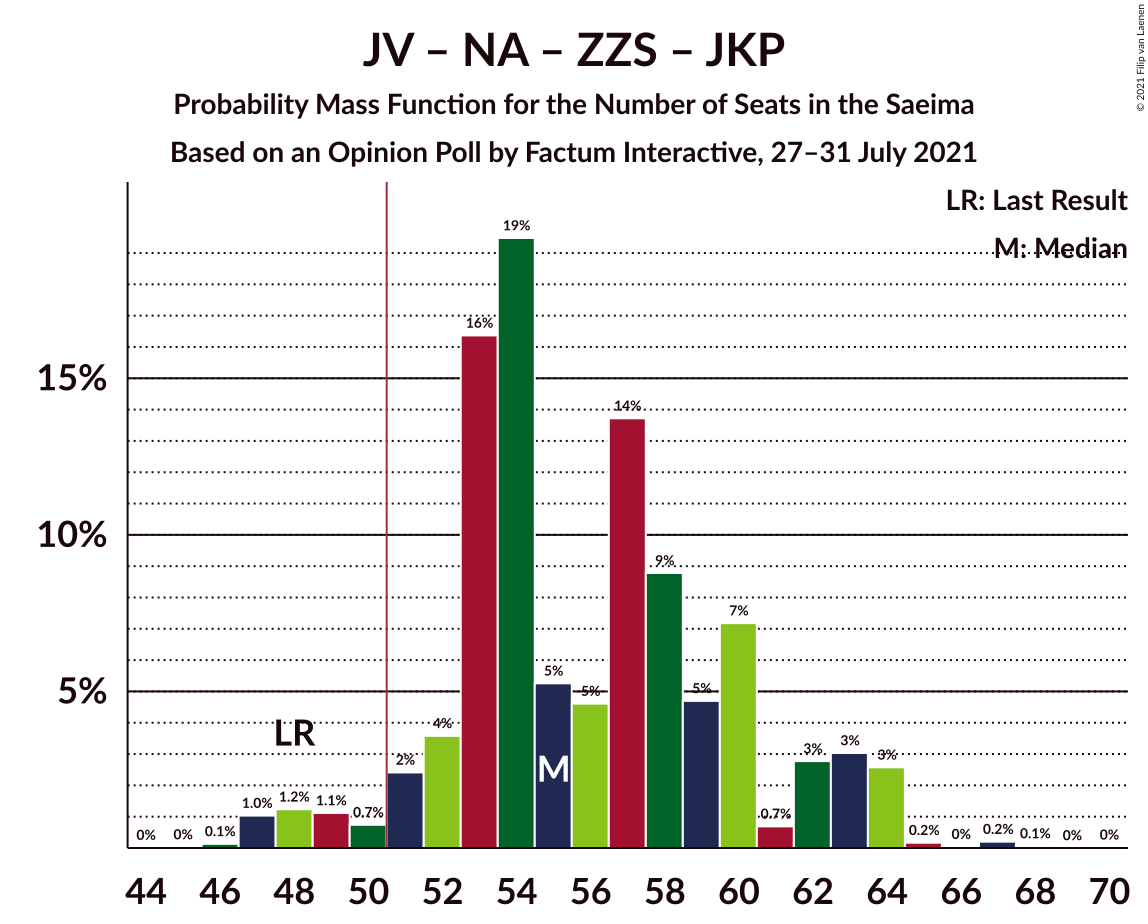 JV – NA – ZZS – JKP
Probability Mass Function for the Number of Seats in the Saeima
Based on an Opinion Poll by Factum Interactive, 27–31 July 2021
© 2021 Filip van Laenen
LR: Last Result
M: Median
15%
10%
5%
LR
M
0% 0% 0.1% 1.0% 1.2% 1.1% 0.7% 2% 4% 16% 19% 5% 5% 14% 9% 5% 7% 0.7% 3% 3% 3% 0.2% 0% 0.2% 0.1% 0% 0%
44 46 48 50 52 54 56 58 60 62 64 66 68 70